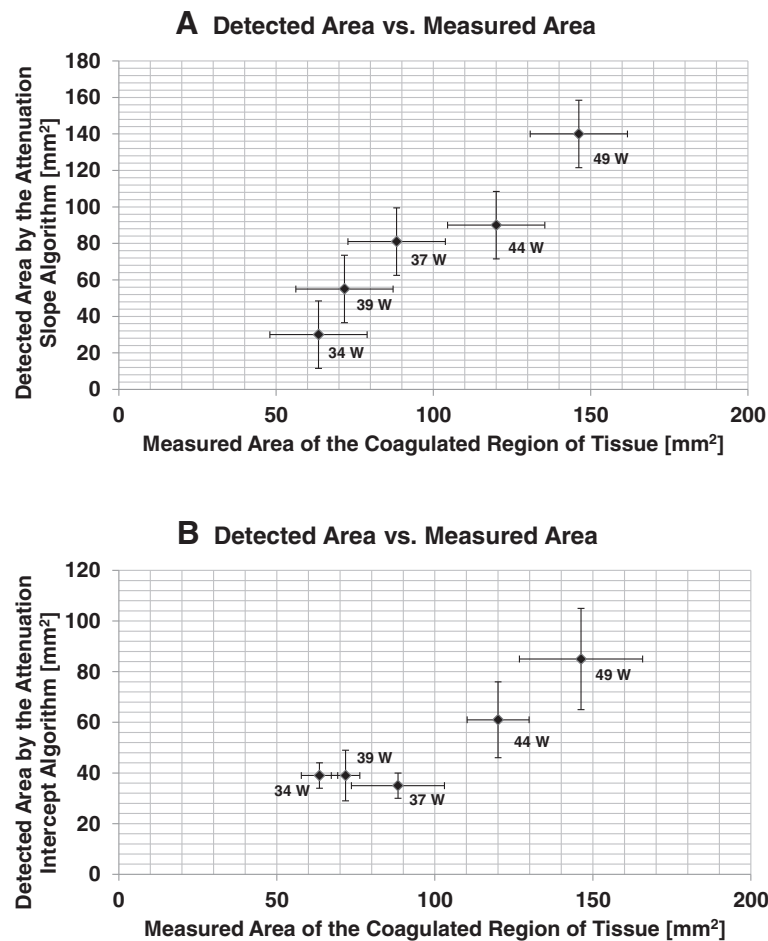 A Detected Area vs. Measured Area
Detected Area by the Attenuation
Slope Algorithm [mm²]
180
160
140
120
100
80
60
40
20
0
49 W
44 W
37 W
39 W
34 W
0 50 100 150 200
Measured Area of the Coagulated Region of Tissue [mm²]
B Detected Area vs. Measured Area
Detected Area by the Attenuation
Intercept Algorithm [mm²]
120
100
80
60
40
20
0
49 W
44 W
39 W
34 W
37 W
0 50 100 150 200
Measured Area of the Coagulated Region of Tissue [mm²]